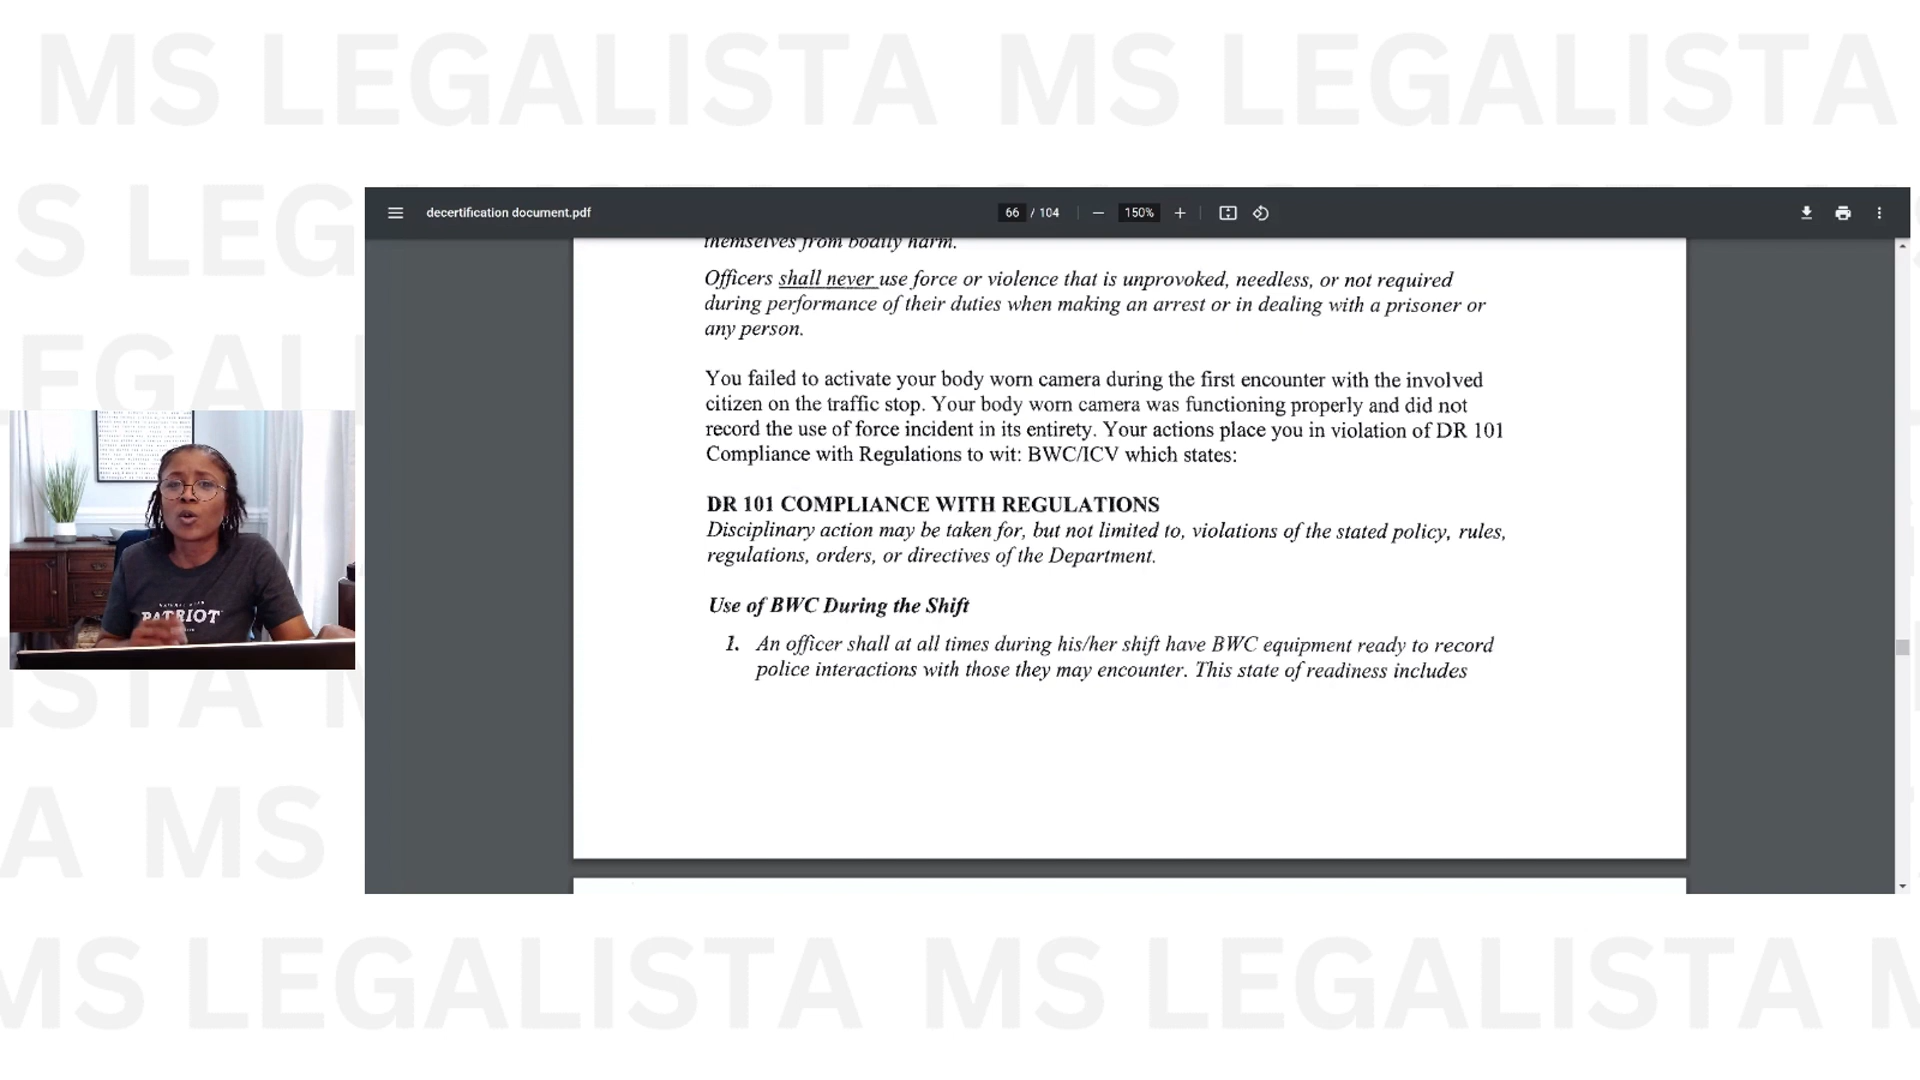 MS LEGALISTA MS LEGALISTA
S LEG
decertification document.pdf
66 / 104
150%
themselves from bodily harm.
Officers shall never use force or violence that is unprovoked, needless, or not required
during performance of their duties when making an arrest or in dealing with a prisoner or
any person.
You failed to activate your body worn camera during the first encounter with the involved
citizen on the traffic stop. Your body worn camera was functioning properly and did not
record the use of force incident in its entirety. Your actions place you in violation of DR 101
Compliance with Regulations to wit: BWC/ICV which states:
DR 101 COMPLIANCE WITH REGULATIONS
Disciplinary action may be taken for, but not limited to, violations of the stated policy, rules,
regulations, orders, or directives of the Department.
Use of BWC During the Shift
1. An officer shall at all times during his/her shift have BWC equipment ready to record
police interactions with those they may encounter. This state of readiness includes
PATRIOT
A MS
MS LEGALISTA MS LEGALISTA